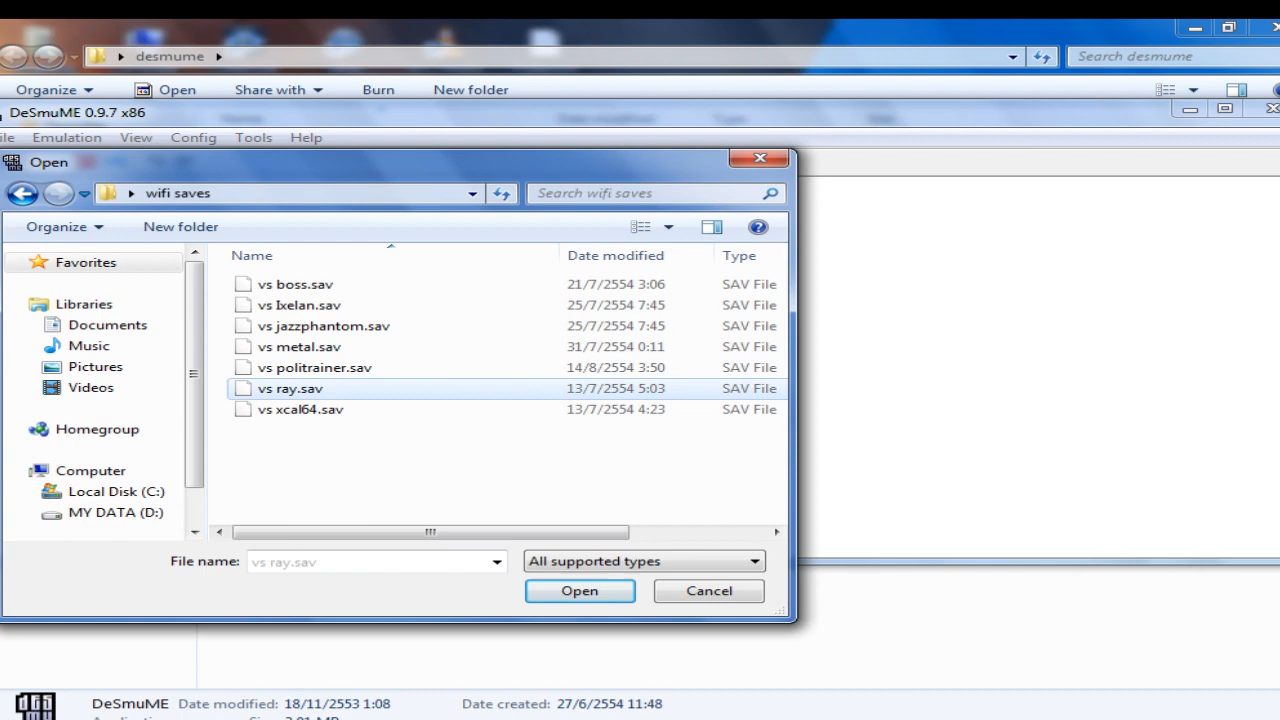 desmume
Search desmume
Organize Open Share with Burn New folder
DeSmuME 0.9.7 x86
Emulation View Config Tools Help
Open
wifi saves
Search wifi saves
Organize New folder
Name Date modified Type
Favorites
Libraries
Documents
Music
Pictures
Videos
Homegroup
Computer
Local Disk (C:)
MY DATA (D:)
vs boss.sav 21/7/2554 3:06 SAV File
vs Ixelan.sav 25/7/2554 7:45 SAV File
vs jazzphantom.sav 25/7/2554 7:45 SAV File
vs metal.sav 31/7/2554 0:11 SAV File
vs politrainer.sav 14/8/2554 3:50 SAV File
vs ray.sav 13/7/2554 5:03 SAV File
vs xcal64.sav 13/7/2554 4:23 SAV File
File name: vs ray.sav All supported types
Open Cancel
DeSmuME Date modified: 18/11/2553 1:08 Date created: 27/6/2554 11:48